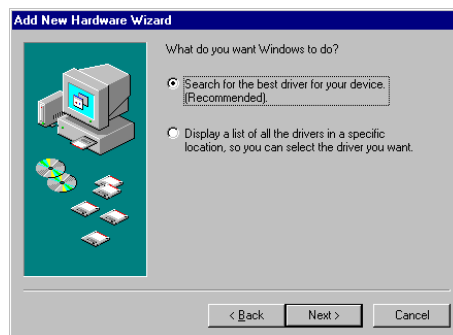 Add New Hardware Wizard
What do you want Windows to do?
Search for the best driver for your device.
(Recommended).
Display a list of all the drivers in a specific
location, so you can select the driver you want.
< Back
Next >
Cancel